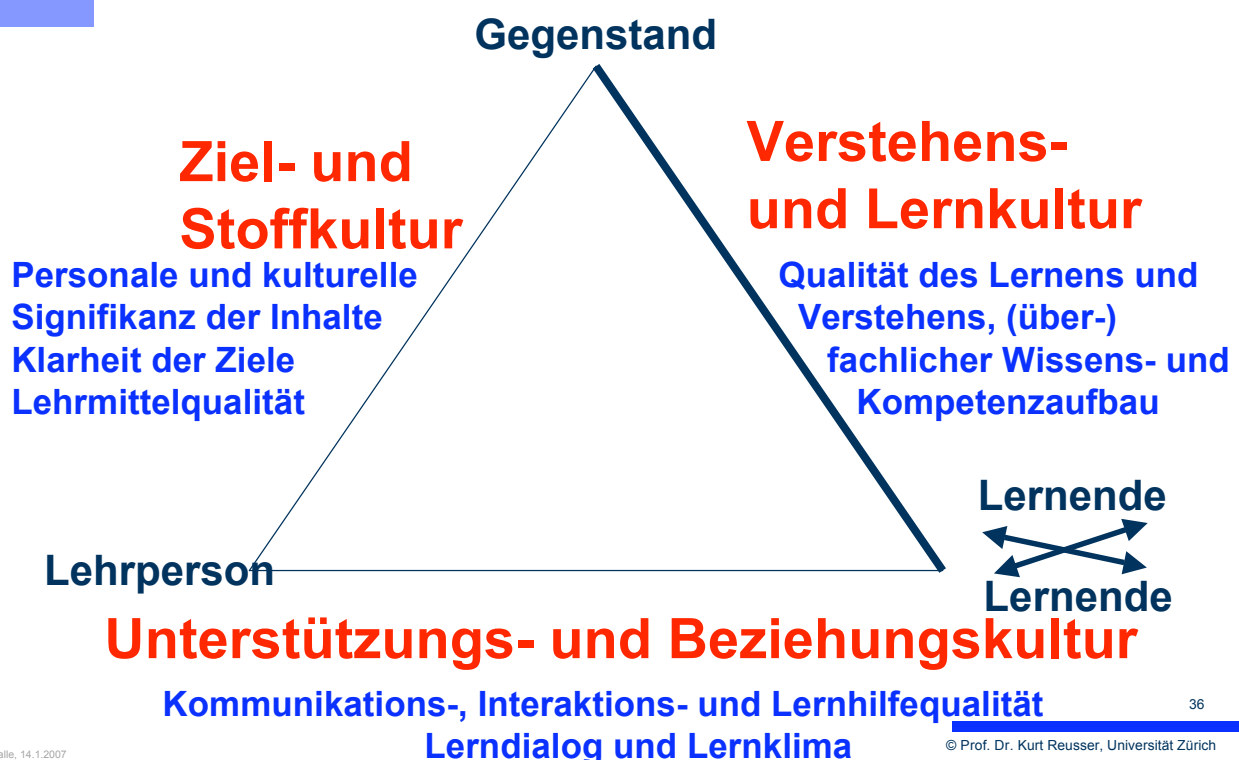 Gegenstand
Ziel- und
Stoffkultur
Personale und kulturelle
Signifikanz der Inhalte
Klarheit der Ziele
Lehrmittelqualität
Verstehens-
und Lernkultur
Qualität des Lernens und
Verstehens, (über-)
fachlicher Wissens- und
Kompetenzaufbau
Lernende
Lernende
Lehrperson
Unterstützungs- und Beziehungskultur
Kommunikations-, Interaktions- und Lernhilfequalität
Lerndialog und Lernklima
36
© Prof. Dr. Kurt Reusser, Universität Zürich
14.1.2007